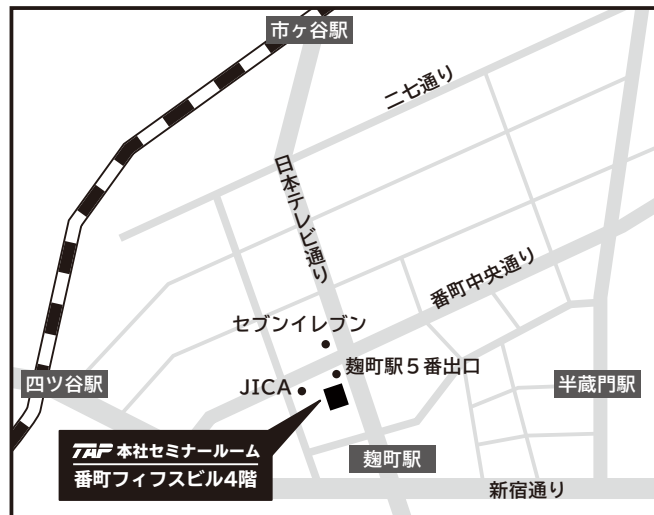 市ヶ谷駅
二七通り
日本テレビ通り
番町中央通り
セブンイレブン
麹町駅5番出口
JICA
四ツ谷駅
半蔵門駅
TAP 本社セミナールーム
番町フィフスビル4階
麹町駅
新宿通り